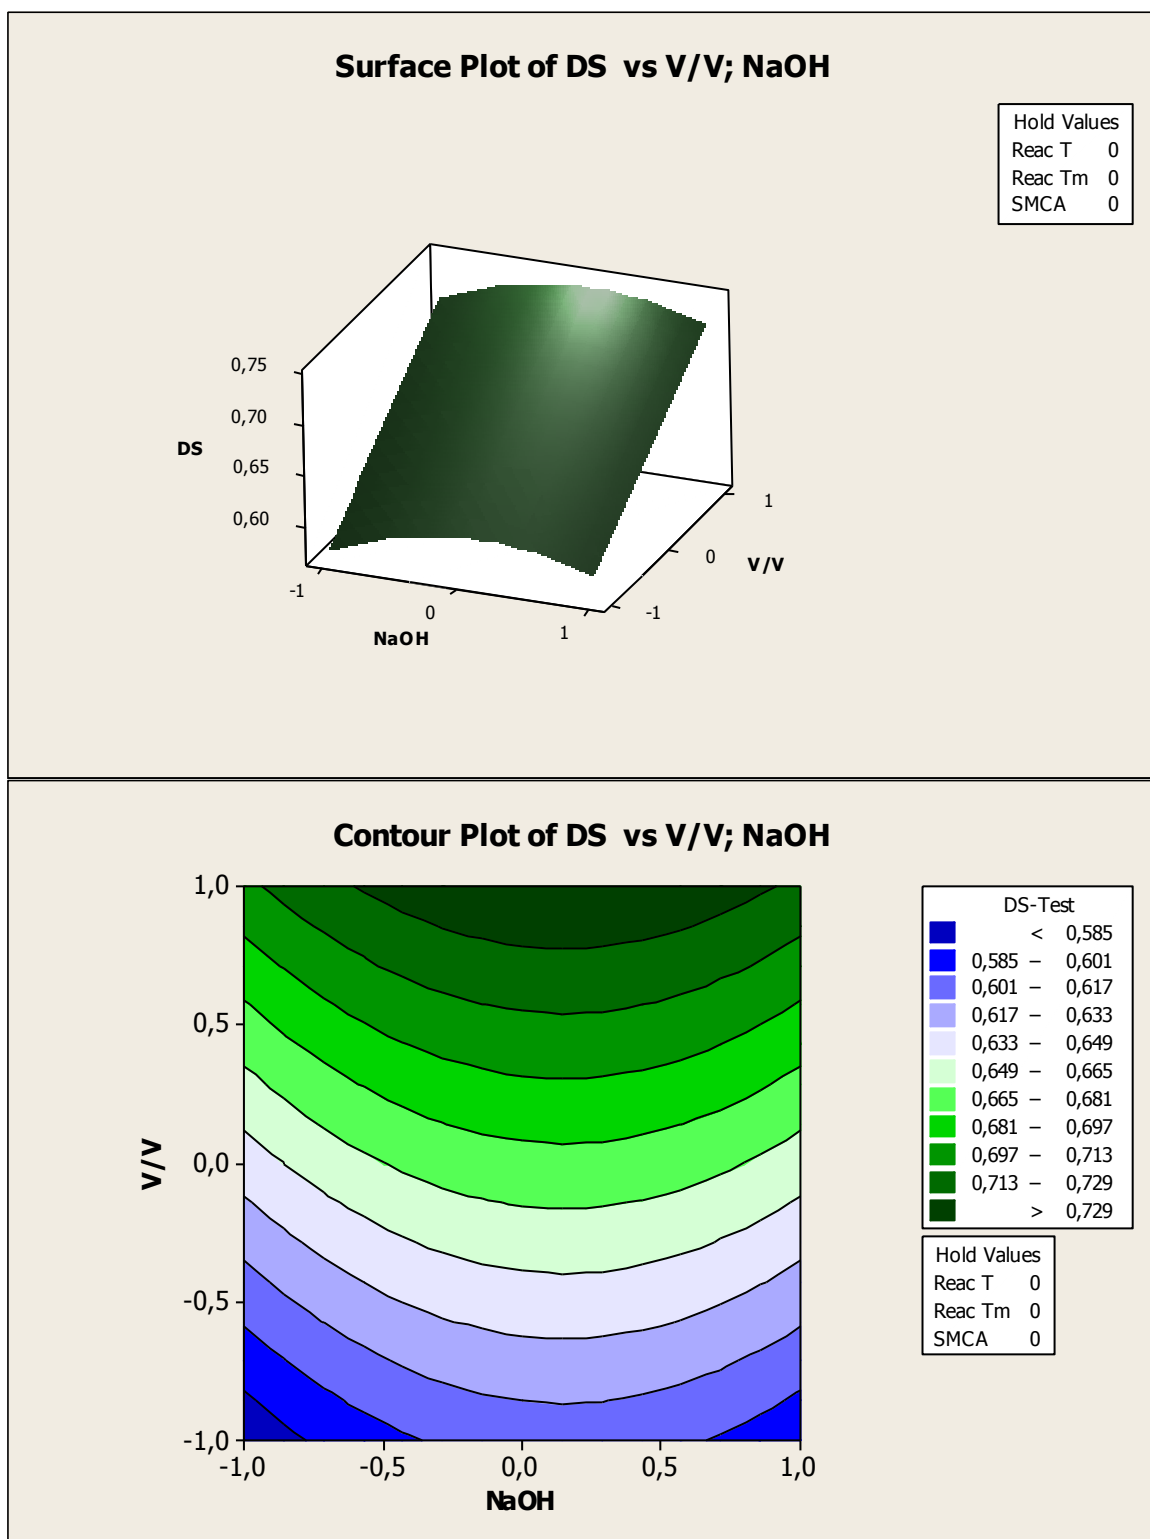 Surface Plot of DS vs V/V; NaOH
Hold Values
Reac T 0
Reac Tm 0
SMCA 0
0,75
0,70
DS
0,65
0,60
1
0
V/V
-1
-1
0
1
NaOH
Contour Plot of DS vs V/V; NaOH
1,0
0,5
0,0
-0,5
-1,0
V/V
-1,0 -0,5 0,0 0,5 1,0
NaOH
DS-Test
< 0,585
0,585 – 0,601
0,601 – 0,617
0,617 – 0,633
0,633 – 0,649
0,649 – 0,665
0,665 – 0,681
0,681 – 0,697
0,697 – 0,713
0,713 – 0,729
> 0,729
Hold Values
Reac T 0
Reac Tm 0
SMCA 0